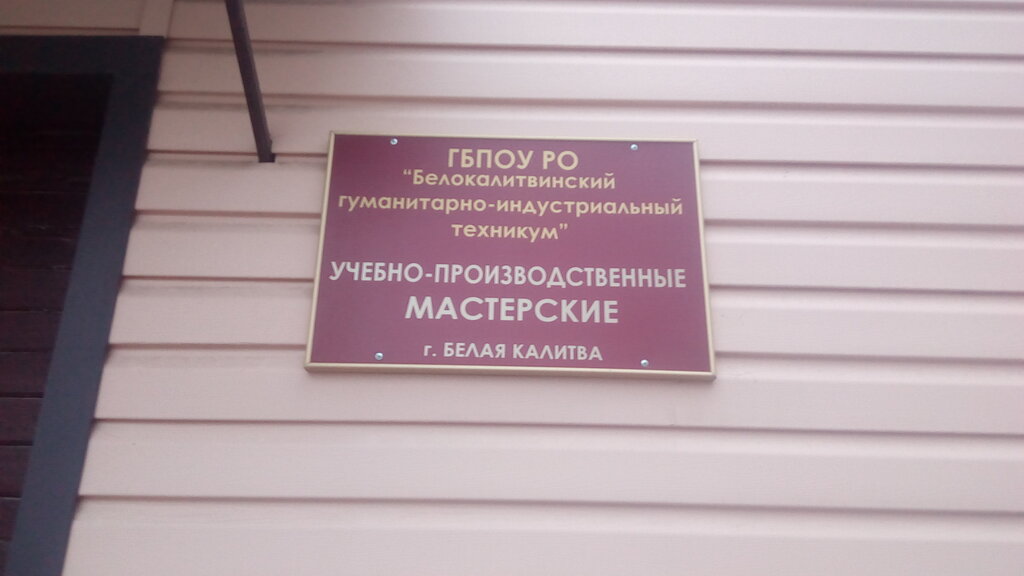 ГБПОУ РО
“Белокалитвинский
гуманитарно-индустриальный
техникум”
УЧЕБНО-ПРОИЗВОДСТВЕННЫЕ
МАСТЕРСКИЕ
г. БЕЛАЯ КАЛИТВА